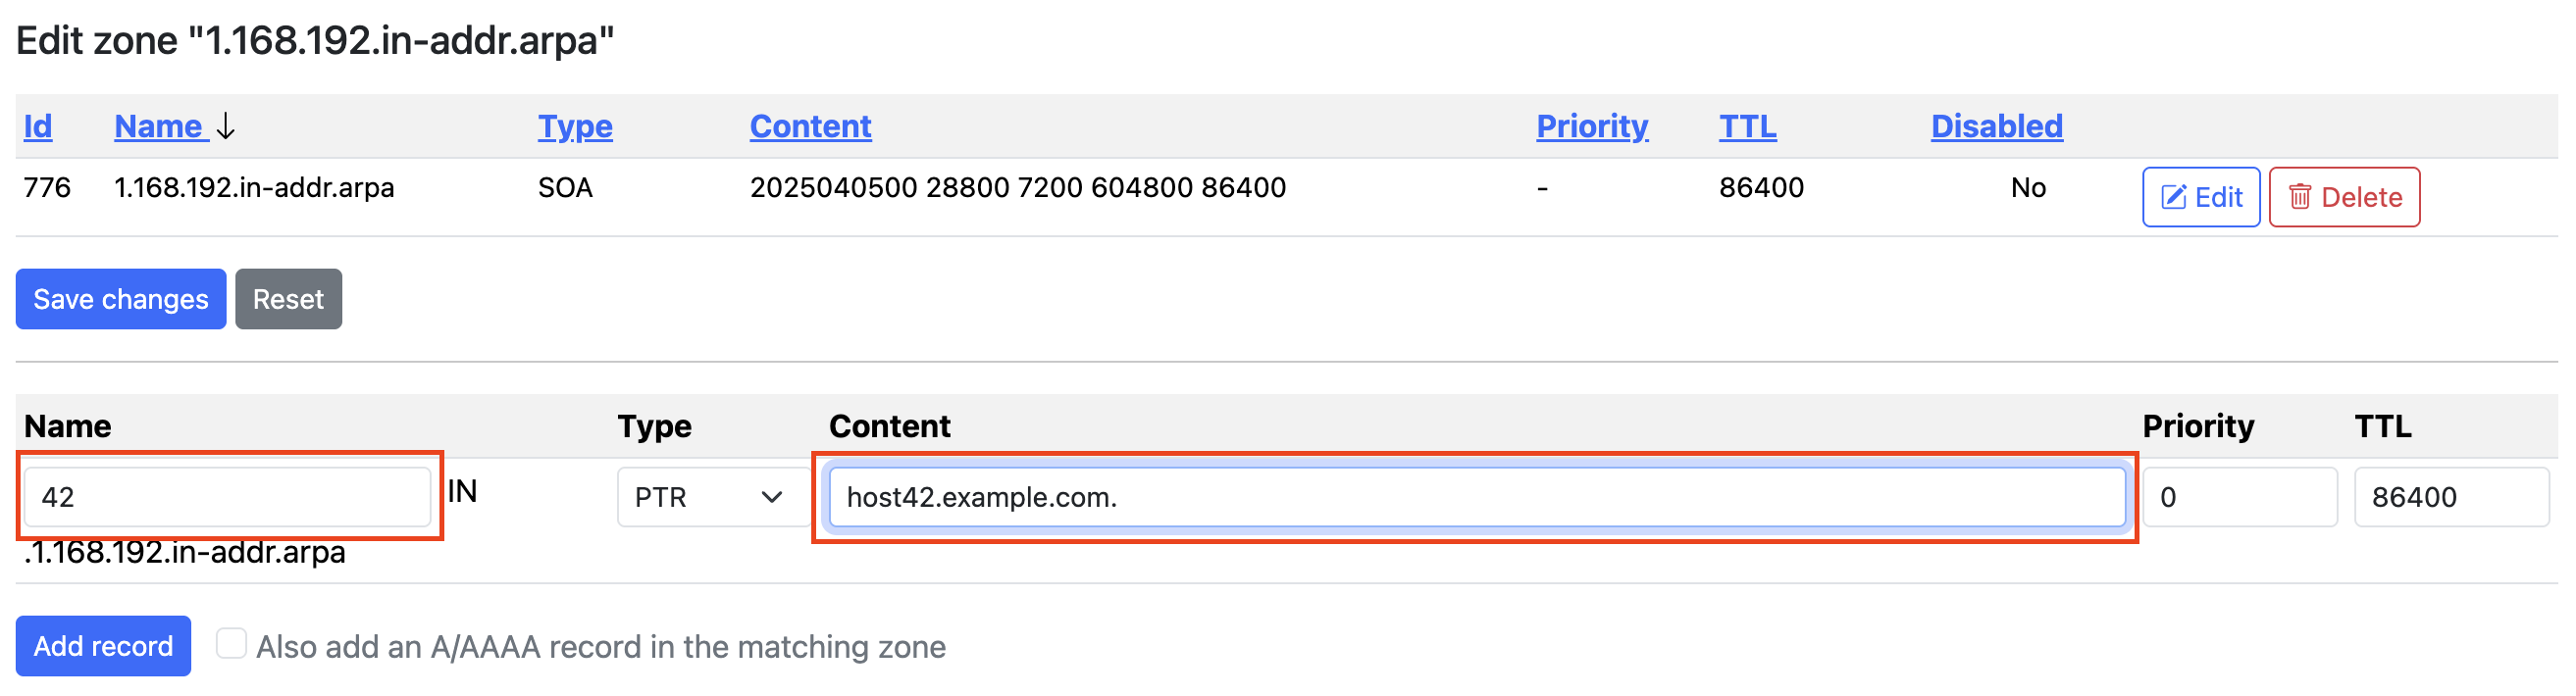 Edit zone "1.168.192.in-addr.arpa"
Id Name ↓ Type Content Priority TTL Disabled
776 1.168.192.in-addr.arpa SOA 2025040500 28800 7200 604800 86400 - 86400 No Edit Delete
Save changes Reset
Name Type Content Priority TTL
42 IN PTR host42.example.com. 0 86400
.1.168.192.in-addr.arpa
Add record Also add an A/AAAA record in the matching zone